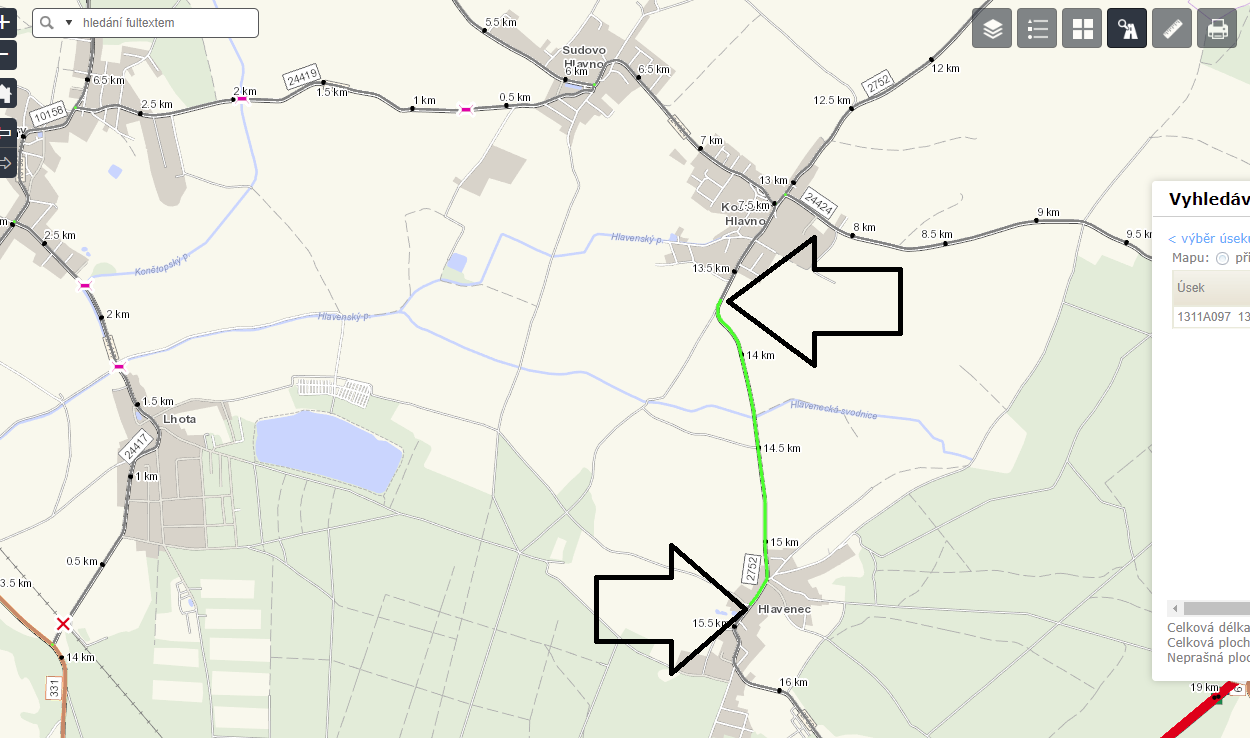 hledání fulltextem
5.5 km
Sudovo
Hlavno
6 km
6.5 km
12 km
2752
6.5 km
24419
2 km
1.5 km
2.5 km
1 km
0.5 km
12.5 km
10158
7 km
13 km
7.5 km
24424
Hlavno
8 km
8.5 km
9 km
9.5 k
Vyhledáv
2.5 km
Hlavenský p.
< výběr úseku
Mapu: při
Konětopský p.
13.5 km
Úsek
2 km
Hlavenský p.
1311A097 13
14 km
1.5 km
Lhota
Hlavenecká svodnice
24417
1 km
14.5 km
15 km
0.5 km
2752
3.5 km
Hlavenec
15.5 km
Celková délka
Celková ploch
Neprašná ploc
14 km
331
16 km
19 km